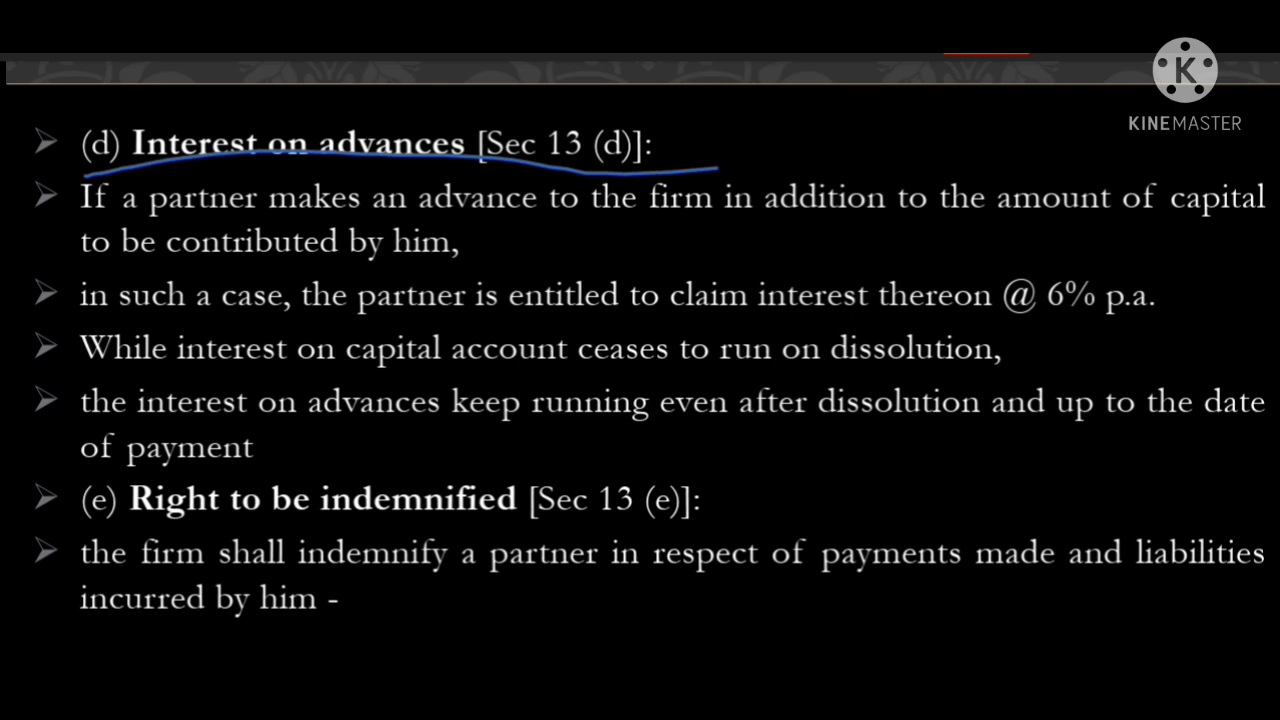 K
KINEMASTER
(d) Interest on advances [Sec 13 (d)]:
If a partner makes an advance to the firm in addition to the amount of capital
to be contributed by him,
in such a case, the partner is entitled to claim interest thereon @ 6% p.a.
While interest on capital account ceases to run on dissolution,
the interest on advances keep running even after dissolution and up to the date
of payment
(e) Right to be indemnified [Sec 13 (e)]:
the firm shall indemnify a partner in respect of payments made and liabilities
incurred by him -